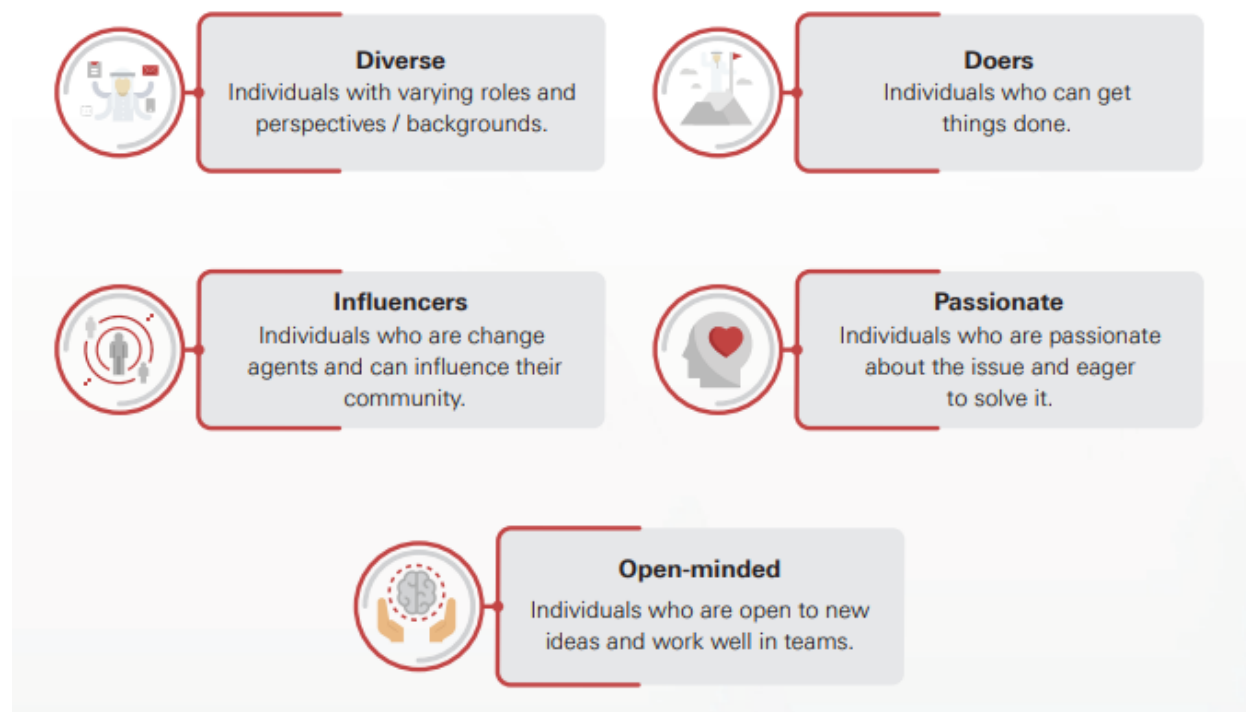 Diverse
Individuals with varying roles and
perspectives / backgrounds.
Doers
Individuals who can get
things done.
Influencers
Individuals who are change
agents and can influence their
community.
Passionate
Individuals who are passionate
about the issue and eager
to solve it.
Open-minded
Individuals who are open to new
ideas and work well in teams.